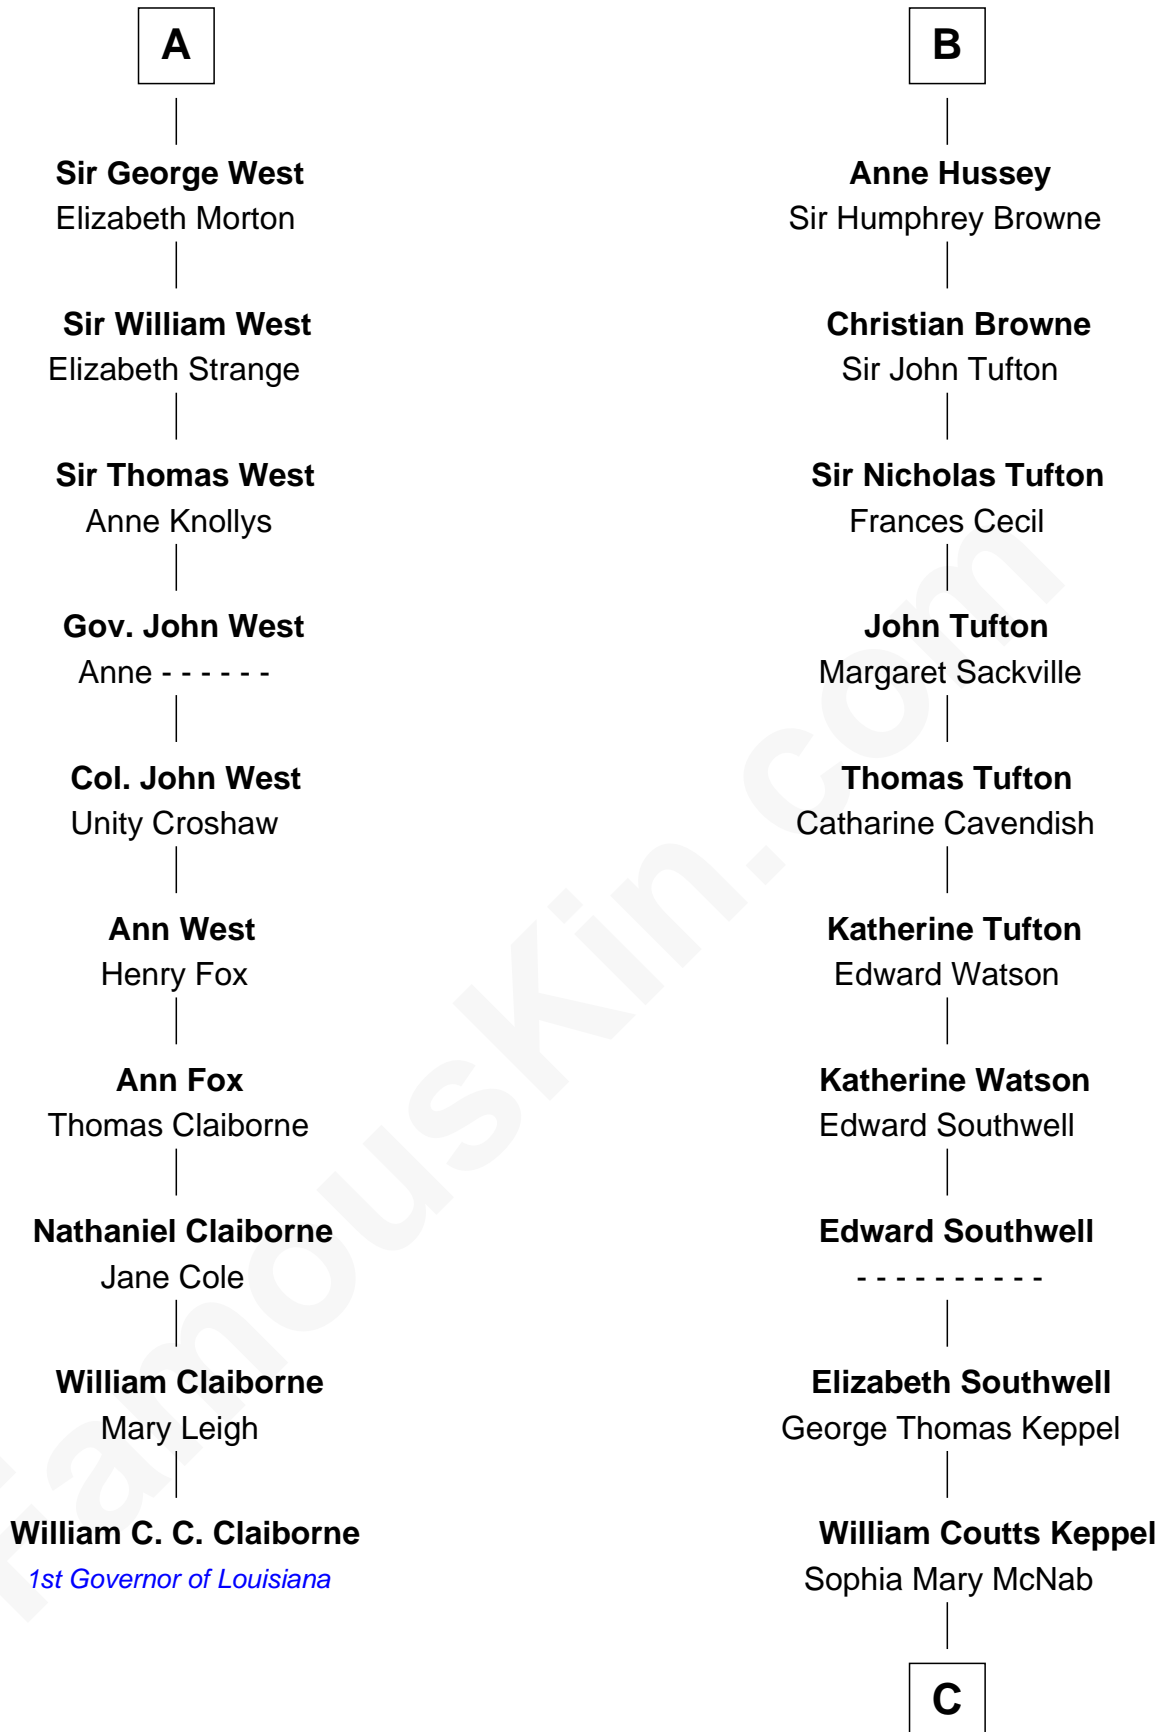 A
Sir George West
Elizabeth Morton
Sir William West
Elizabeth Strange
Sir Thomas West
Anne Knollys
Gov. John West
Anne - - - - - -
Col. John West
Unity Croshaw
Ann West
Henry Fox
Ann Fox
Thomas Claiborne
Nathaniel Claiborne
Jane Cole
William Claiborne
Mary Leigh
William C. C. Claiborne
1st Governor of Louisiana
B
Anne Hussey
Sir Humphrey Browne
Christian Browne
Sir John Tufton
Sir Nicholas Tufton
Frances Cecil
John Tufton
Margaret Sackville
Thomas Tufton
Catharine Cavendish
Katherine Tufton
Edward Watson
Katherine Watson
Edward Southwell
Edward Southwell
- - - - - - - - - -
Elizabeth Southwell
George Thomas Keppel
William Coutts Keppel
Sophia Mary McNab
C
FamousKin.com